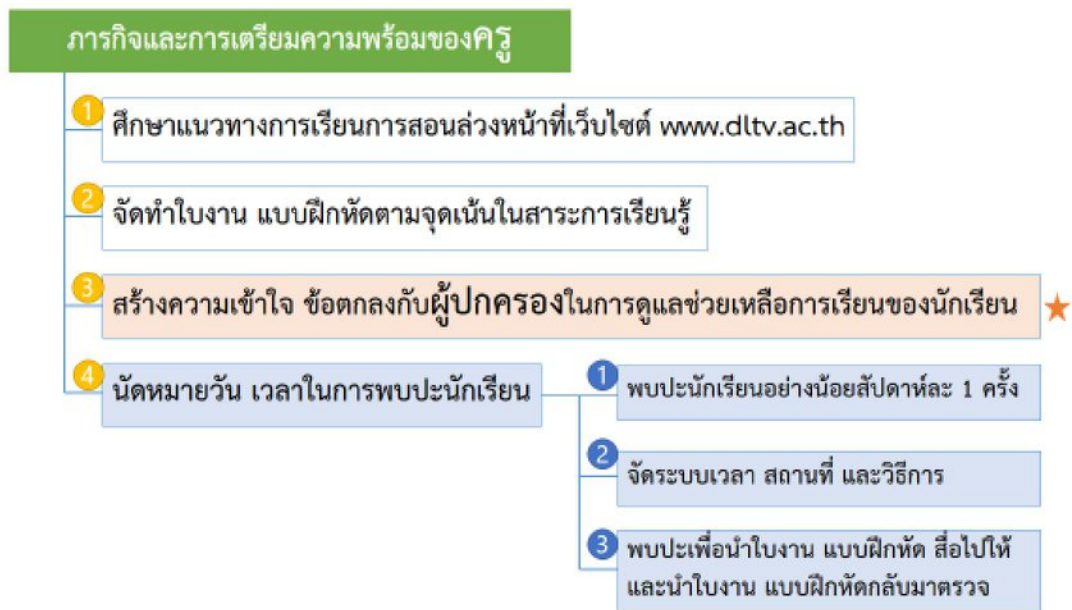 ภารกิจและการเตรียมความพร้อมของครู
1
ศึกษาแนวทางการเรียนการสอนล่วงหน้าที่เว็บไซต์ www.dltv.ac.th
2
จัดทำใบงาน แบบฝึกหัดตามจุดเน้นในสาระการเรียนรู้
3
สร้างความเข้าใจ ข้อตกลงกับผู้ปกครองในการดูแลช่วยเหลือการเรียนของนักเรียน
4
นัดหมายวัน เวลาในการพบปะนักเรียน
1
พบปะนักเรียนอย่างน้อยสัปดาห์ละ 1 ครั้ง
2
จัดระบบเวลา สถานที่ และวิธีการ
3
พบปะเพื่อนำใบงาน แบบฝึกหัด สื่อไปให้
และนำใบงาน แบบฝึกหัดกลับมาตรวจ